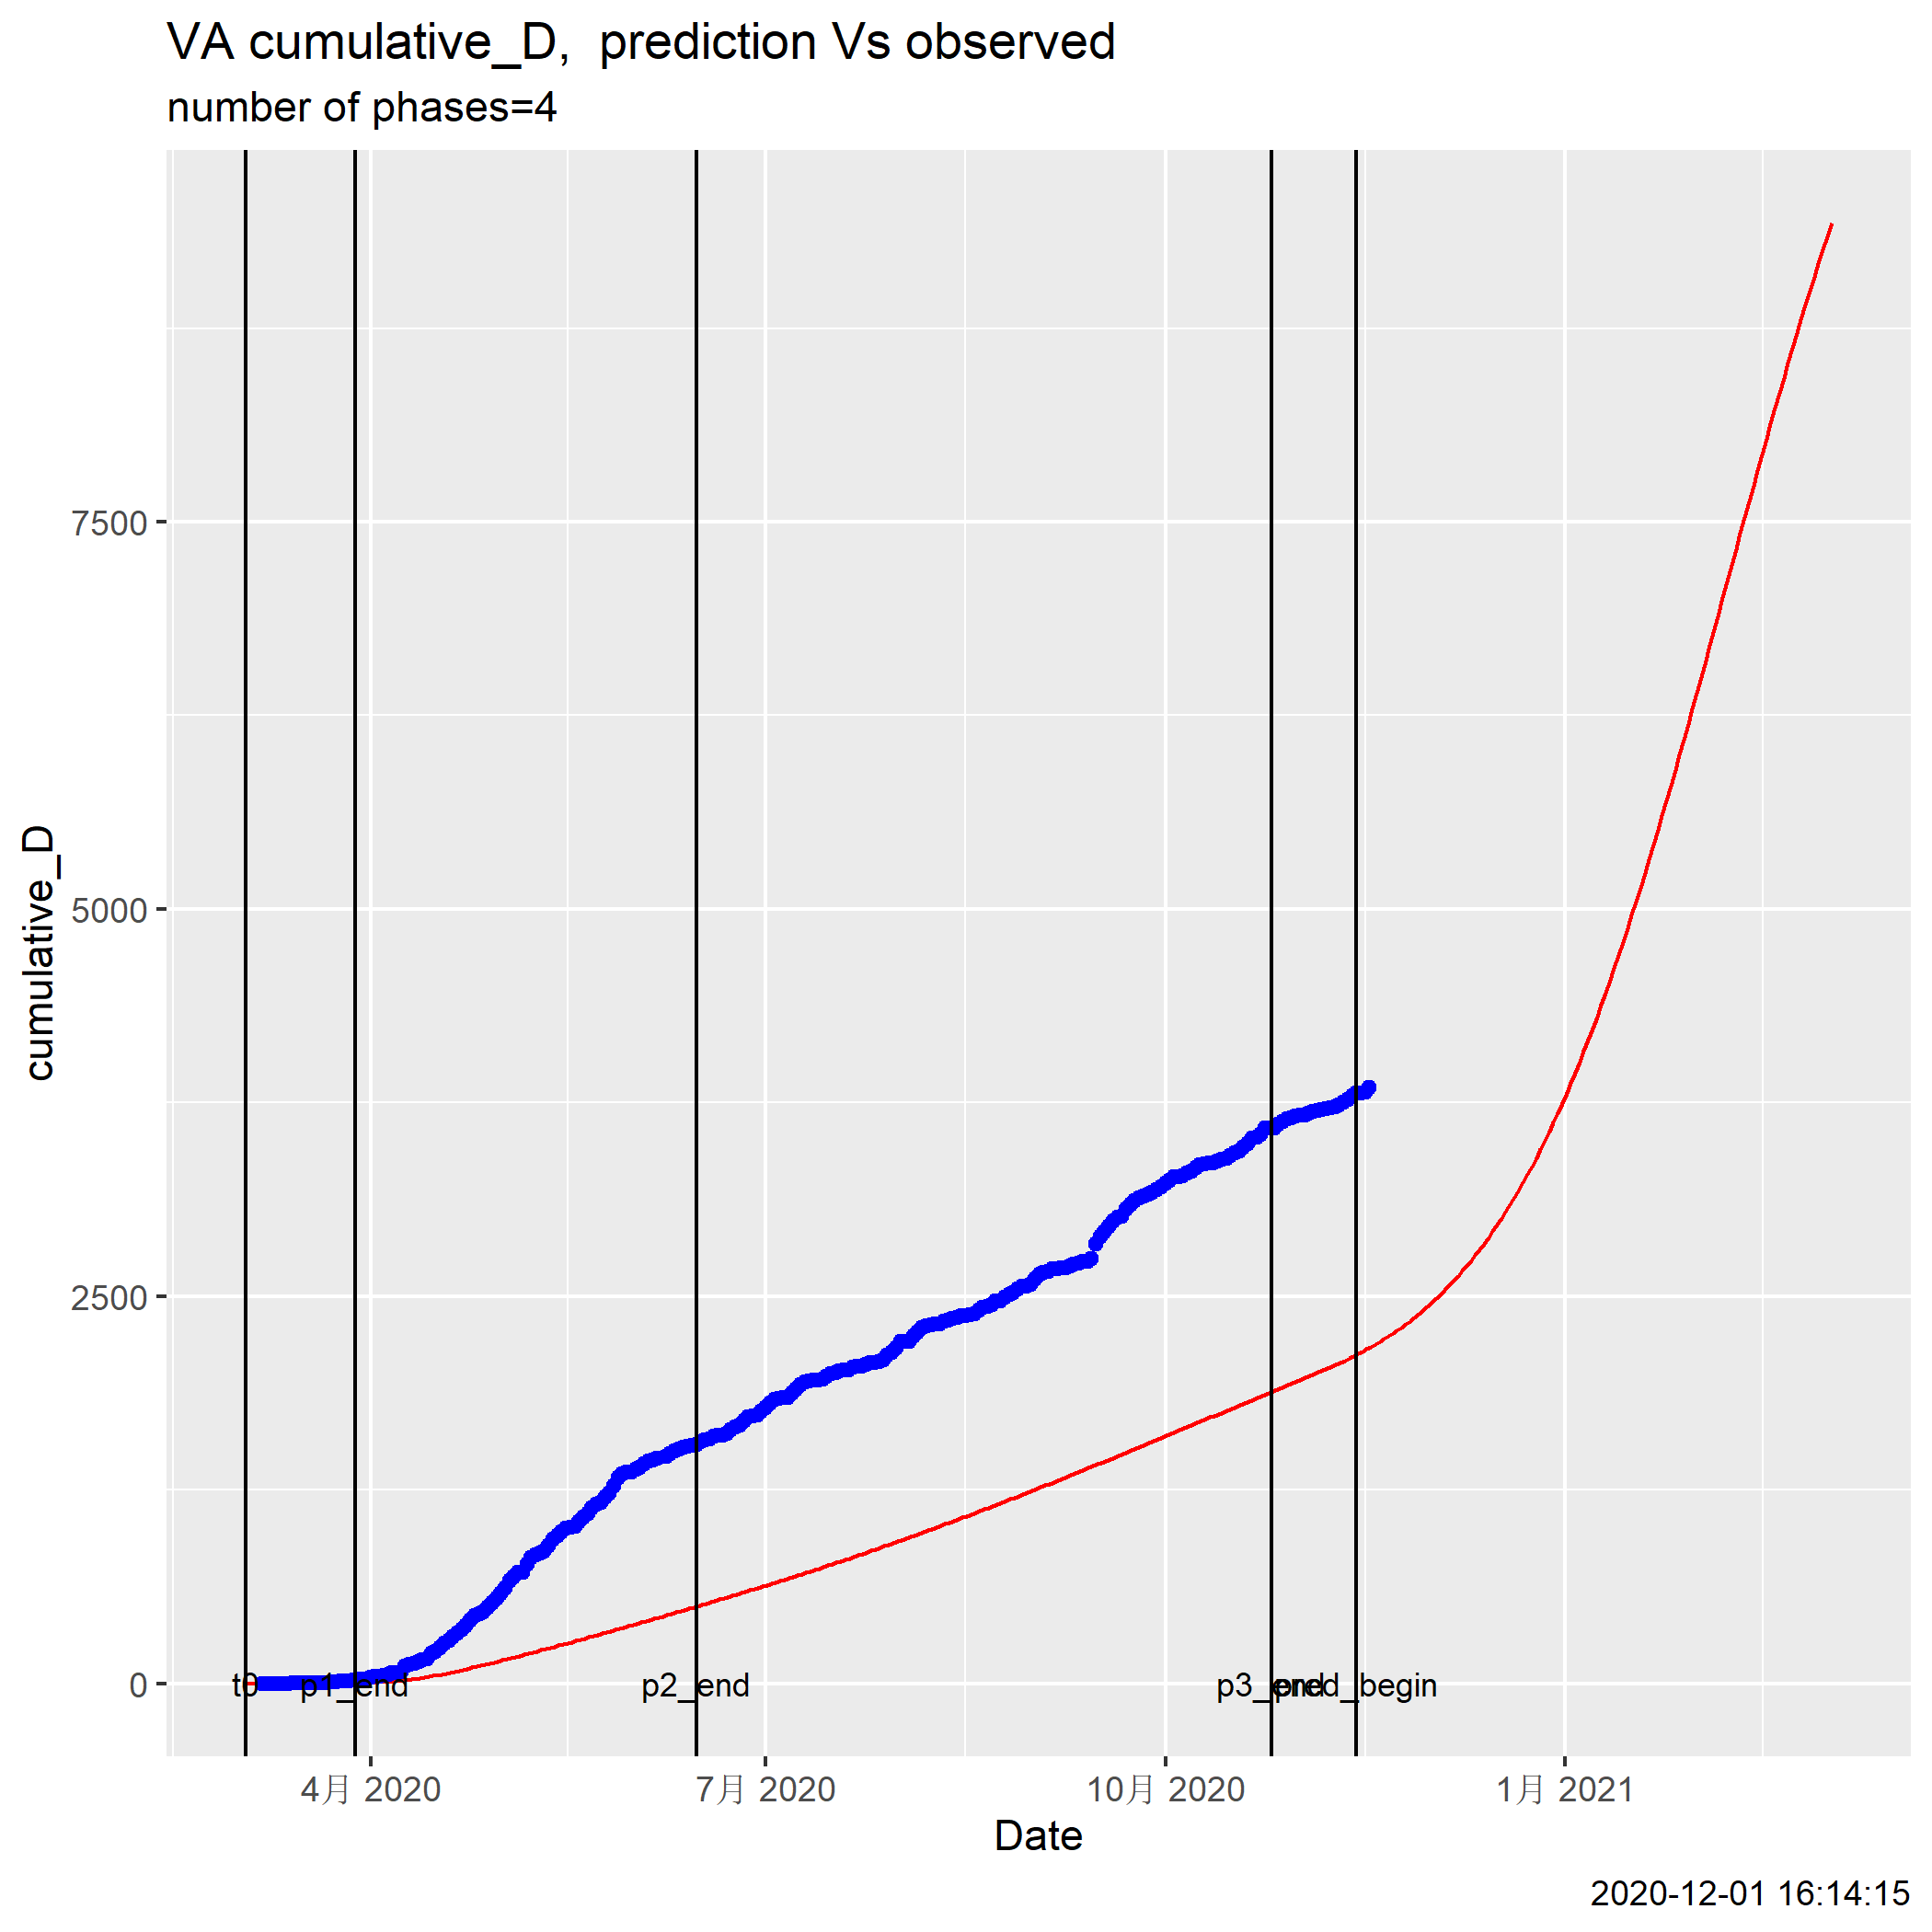 VA cumulative_D,  prediction Vs observed
number of phases=4
cumulative_D
7500
5000
2500
0
t0
p1_end
p2_end
p3_end
pred_begin
4月 2020
7月 2020
10月 2020
1月 2021
Date
2020-12-01 16:14:15